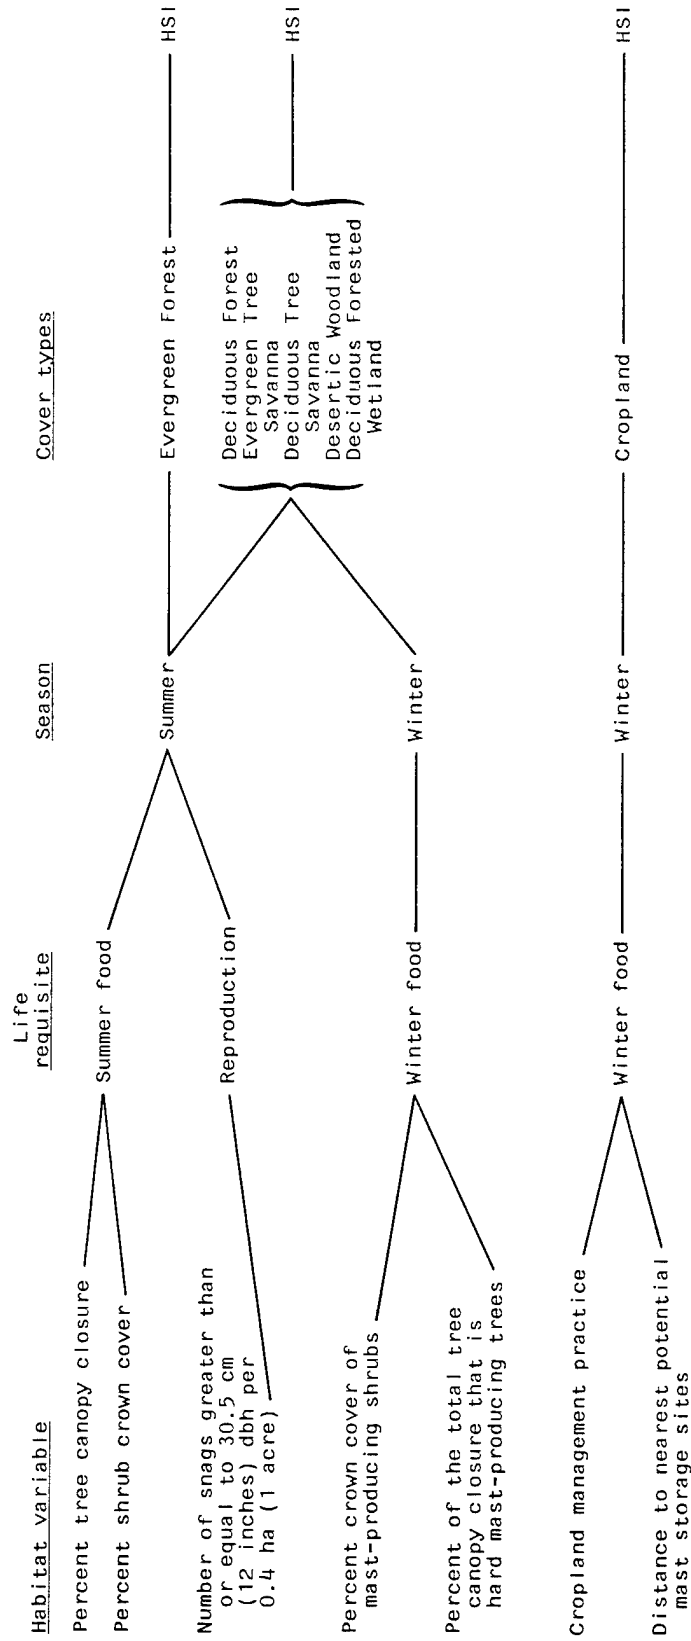 Habitat variable
Percent tree canopy closure
Percent shrub crown cover
Number of snags greater than
or equal to 30.5 cm
(12 inches) dbh per
0.4 ha (1 acre)
Percent crown cover of
mast-producing shrubs
Percent of the total tree
canopy closure that is
hard mast-producing trees
Cropland management practice
Distance to nearest potential
mast storage sites
Life
requisite
Summer food
Reproduction
Winter food
Winter food
Season
Summer
Winter
Winter
Cover types
Evergreen Forest
Deciduous Forest
Evergreen Tree
Savanna
Deciduous Tree
Savanna
Desertic Woodland
Deciduous Forested
Wetland
Cropland
HSI
HSI
HSI